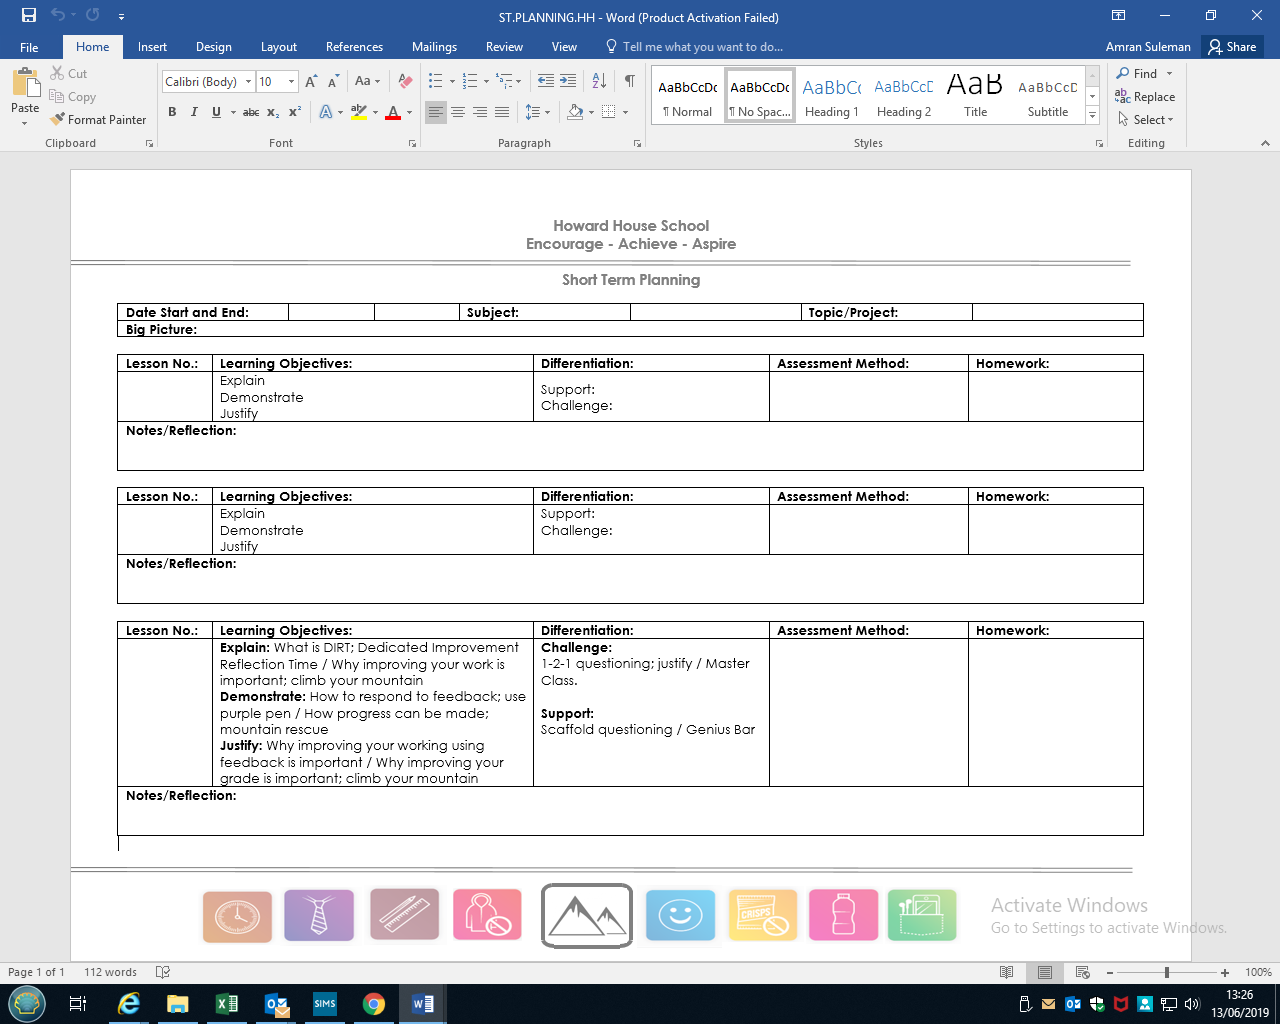 ST.PLANNING.HH - Word (Product Activation Failed)
File Home Insert Design Layout References Mailings Review View Tell me what you want to do... Amran Suleman Share
Cut
Copy
Paste
Format Painter
Calibri (Body) 10
AaBbCcDc AaBbCcDc AaBbCc AaBbCcD AaB AaBbCcD
¶ Normal ¶ No Spac... Heading 1 Heading 2 Title Subtitle
Find
Replace
Select
Clipboard Font Paragraph Styles Editing
Howard House School
Encourage - Achieve - Aspire
Short Term Planning
Date Start and End: Subject: Topic/Project:
Big Picture:
Lesson No.: Learning Objectives: Differentiation: Assessment Method: Homework:
Explain
Demonstrate
Justify
Support:
Challenge:
Notes/Reflection:
Lesson No.: Learning Objectives: Differentiation: Assessment Method: Homework:
Explain
Demonstrate
Justify
Support:
Challenge:
Notes/Reflection:
Lesson No.: Learning Objectives: Differentiation: Assessment Method: Homework:
Explain: What is DIRT; Dedicated Improvement
Reflection Time / Why improving your work is
important; climb your mountain
Demonstrate: How to respond to feedback; use
purple pen / How progress can be made;
mountain rescue
Justify: Why improving your working using
feedback is important / Why improving your
grade is important; climb your mountain
Challenge:
1-2-1 questioning; justify / Master
Class.
Support:
Scaffold questioning / Genius Bar
Notes/Reflection:
CRISPS
Activate Windows
Go to Settings to activate Windows.
Page 1 of 1 112 words 100%
SIMS
13:26
13/06/2019